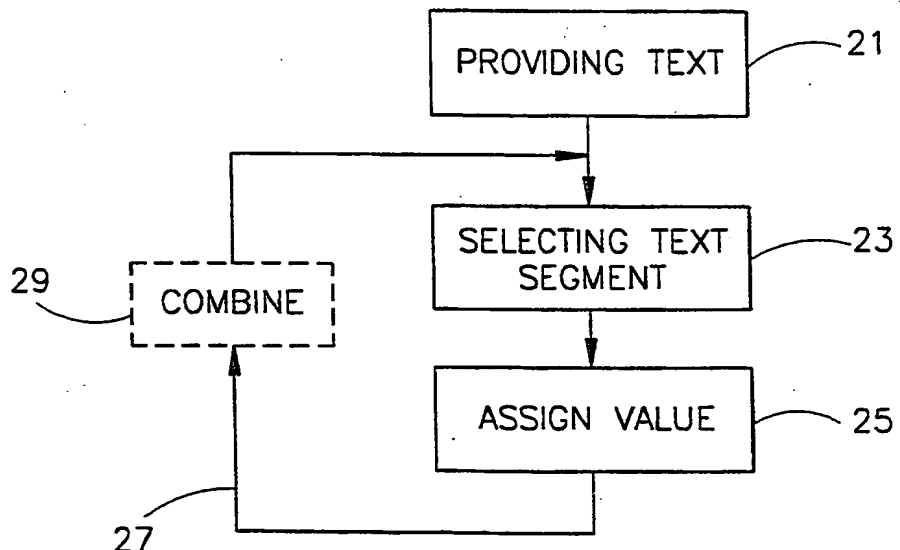 PROVIDING TEXT
21
SELECTING TEXT
SEGMENT
23
29
COMBINE
ASSIGN VALUE
25
27